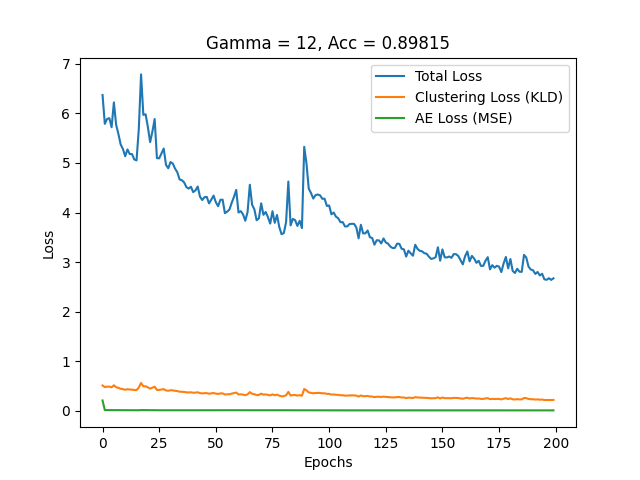 Gamma = 12, Acc = 0.89815
Total Loss
Clustering Loss (KLD)
AE Loss (MSE)
7
6
5
4
3
2
1
0
Loss
0 25 50 75 100 125 150 175 200
Epochs